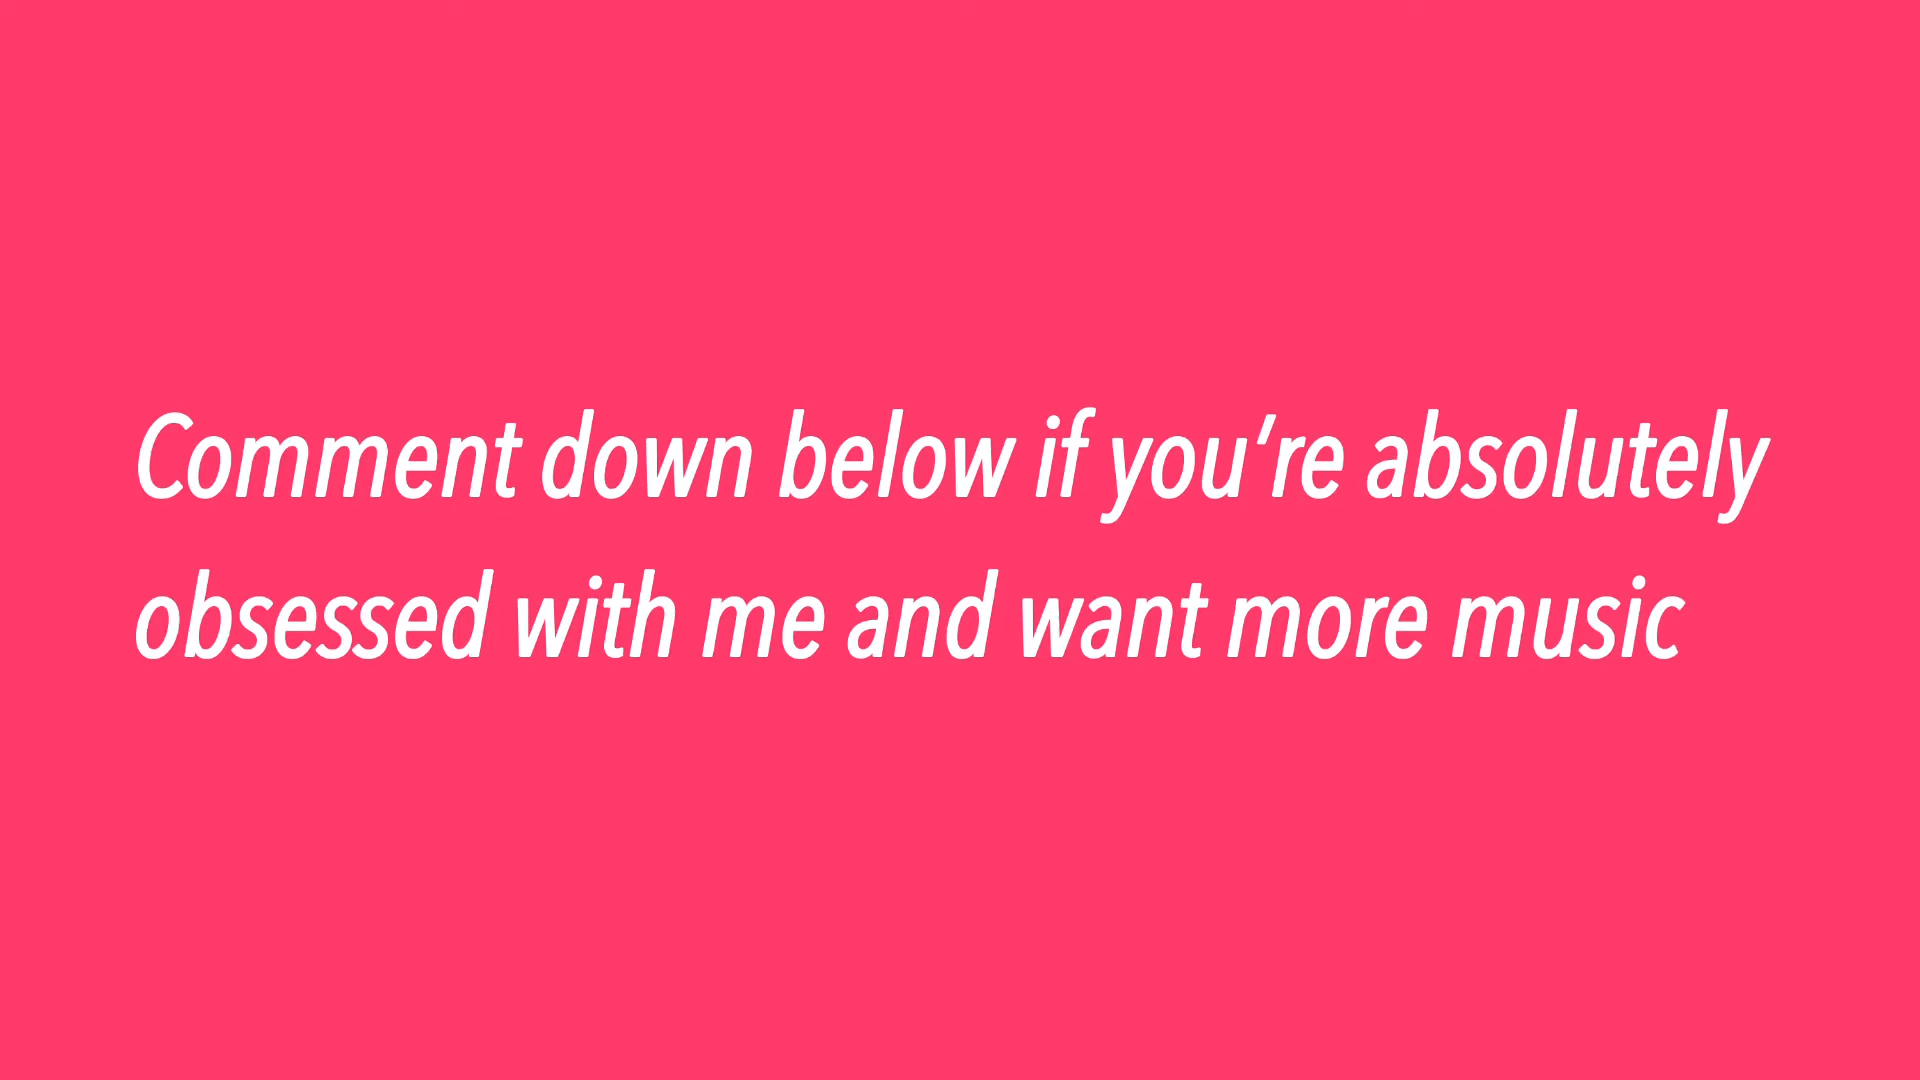 Comment down below if you’re absolutely
obsessed with me and want more music